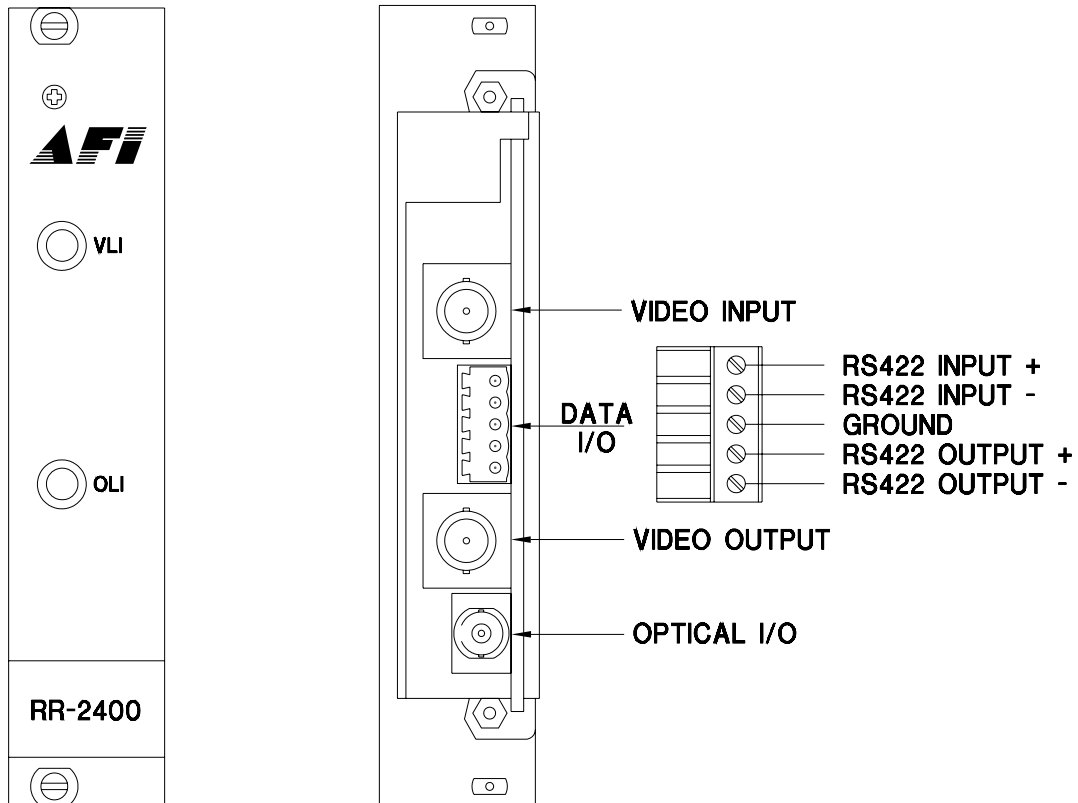 AFI
VLI
OLI
RR-2400
VIDEO INPUT
DATA
I/O
VIDEO OUTPUT
OPTICAL I/O
RS422 INPUT +
RS422 INPUT -
GROUND
RS422 OUTPUT +
RS422 OUTPUT -